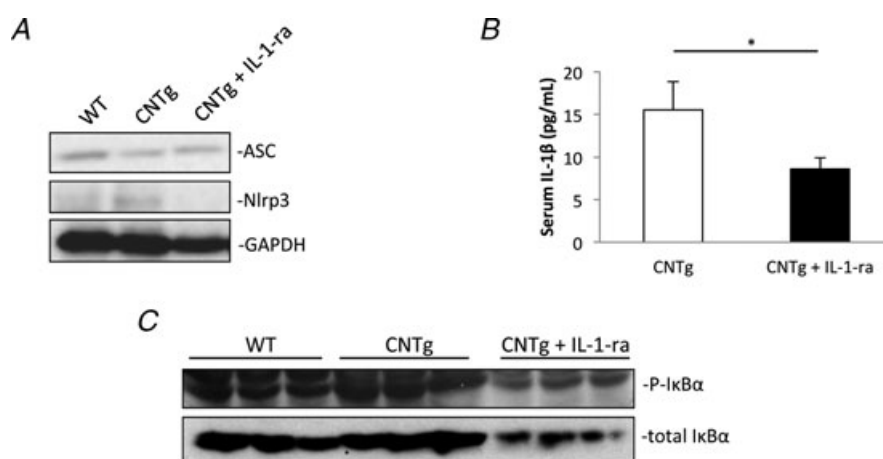 A
WT
CNTg
CNTg + IL-1-ra
-ASC
-Nlrp3
-GAPDH
B
*
Serum IL-1β (pg/mL)
20
15
10
5
0
CNTg
CNTg + IL-1-ra
C
WT
CNTg
CNTg + IL-1-ra
-P-IκBα
-total IκBα